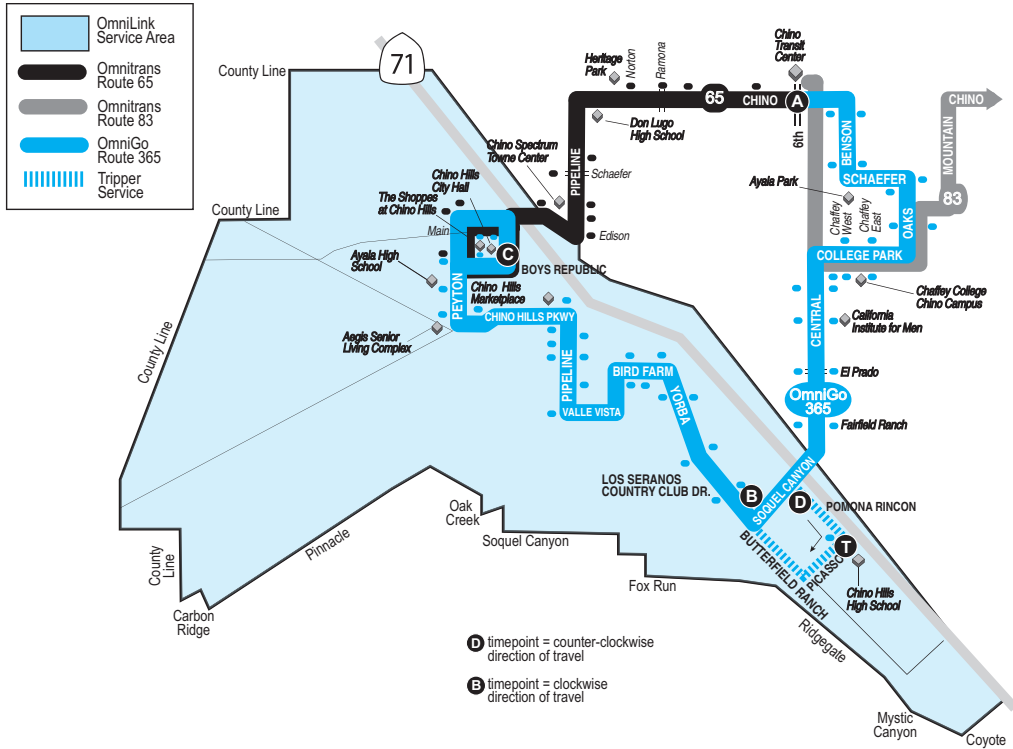 OmniLink
Service Area
Omnitrans
Route 65
Omnitrans
Route 83
OmniGo
Route 365
Tripper
Service
County Line
71
Heritage
Park
Norton
Ramona
Chino
Transit
Center
65
CHINO
A
6th
CHINO
MOUNTAIN
83
Don Lugo
High School
BENSON
SCHAEFER
OAKS
Ayala Park
Chaffey
West
Chaffey
East
COLLEGE PARK
Chaffey College
Chino Campus
California
Institute for Men
CENTRAL
El Prado
OmniGo
365
Fairfield Ranch
PIPELINE
Schaefer
Edison
Chino Spectrum
Towne Center
Chino Hills
City Hall
The Shoppes
at Chino Hills
County Line
Main
C
BOYS REPUBLIC
Ayala High
School
PEYTON
Chino Hills
Marketplace
CHINO HILLS PKWY
Aegis Senior
Living Complex
County Line
PIPELINE
VALLE VISTA
BIRD FARM
YORBA
LOS SERANOS
COUNTRY CLUB DR.
B
SOQUEL CANYON
D
POMONA RINCON
T
BUTTERFIELD RANCH
PICASSO
Chino Hills
High School
Oak
Creek
Soquel Canyon
Pinnacle
County
Line
Carbon
Ridge
Fox Run
Ridgegate
Mystic
Canyon
Coyote
D timepoint = counter-clockwise
direction of travel
B timepoint = clockwise
direction of travel